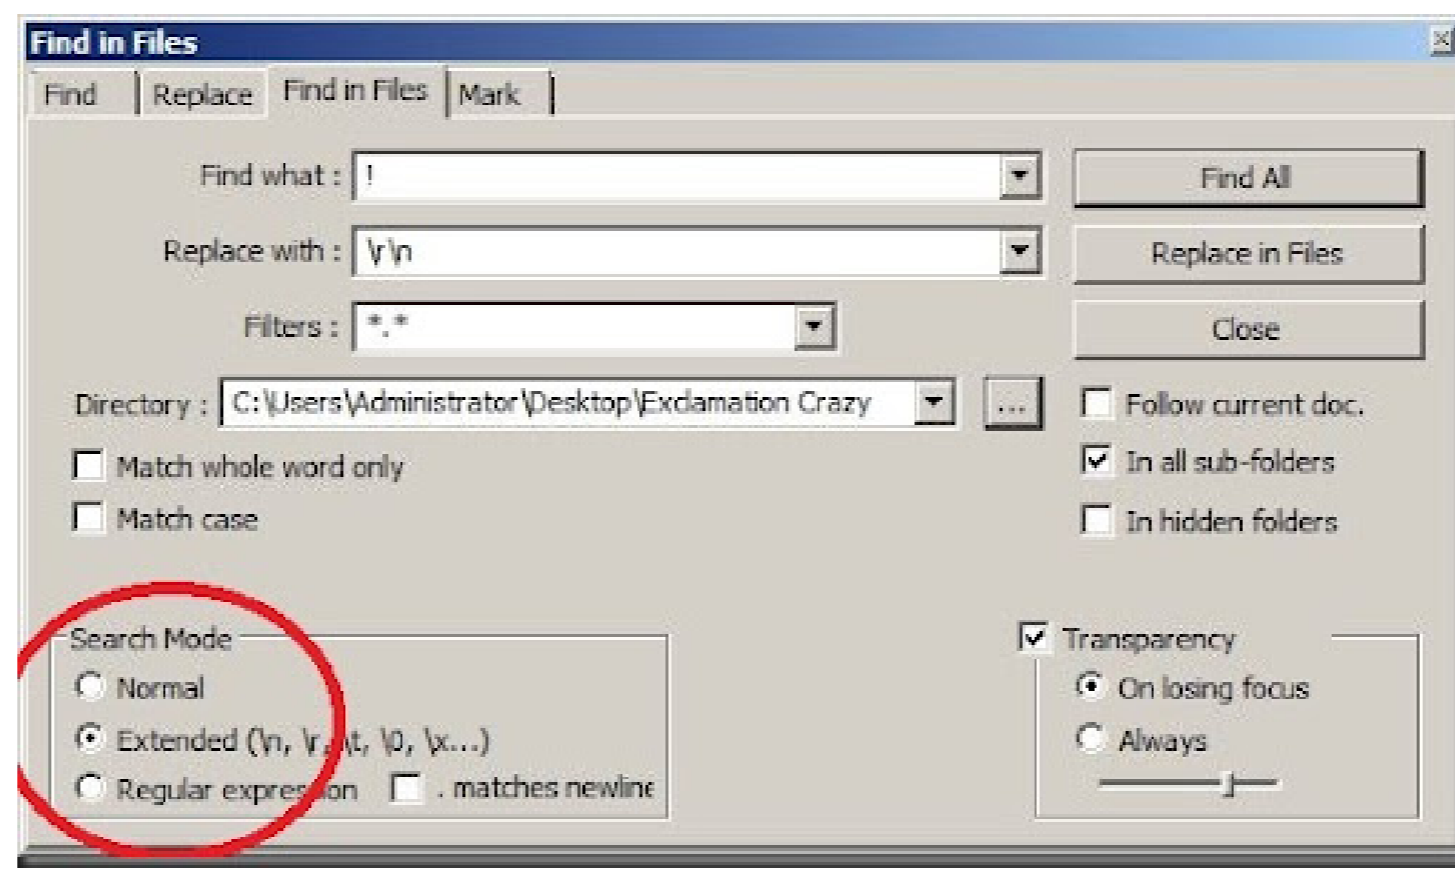 Find in Files
Find Replace Find in Files Mark
Find what : ! Find All
Replace with : \r\n Replace in Files
Filters : *.* Close
Directory : C:\Users\Administrator\Desktop\Exclamation Crazy ... Follow current doc.
Match whole word only In all sub-folders
Match case In hidden folders
Search Mode Transparency
Normal On losing focus
Extended (\n, \r, \t, \0, \x...) Always
Regular expression . matches newline